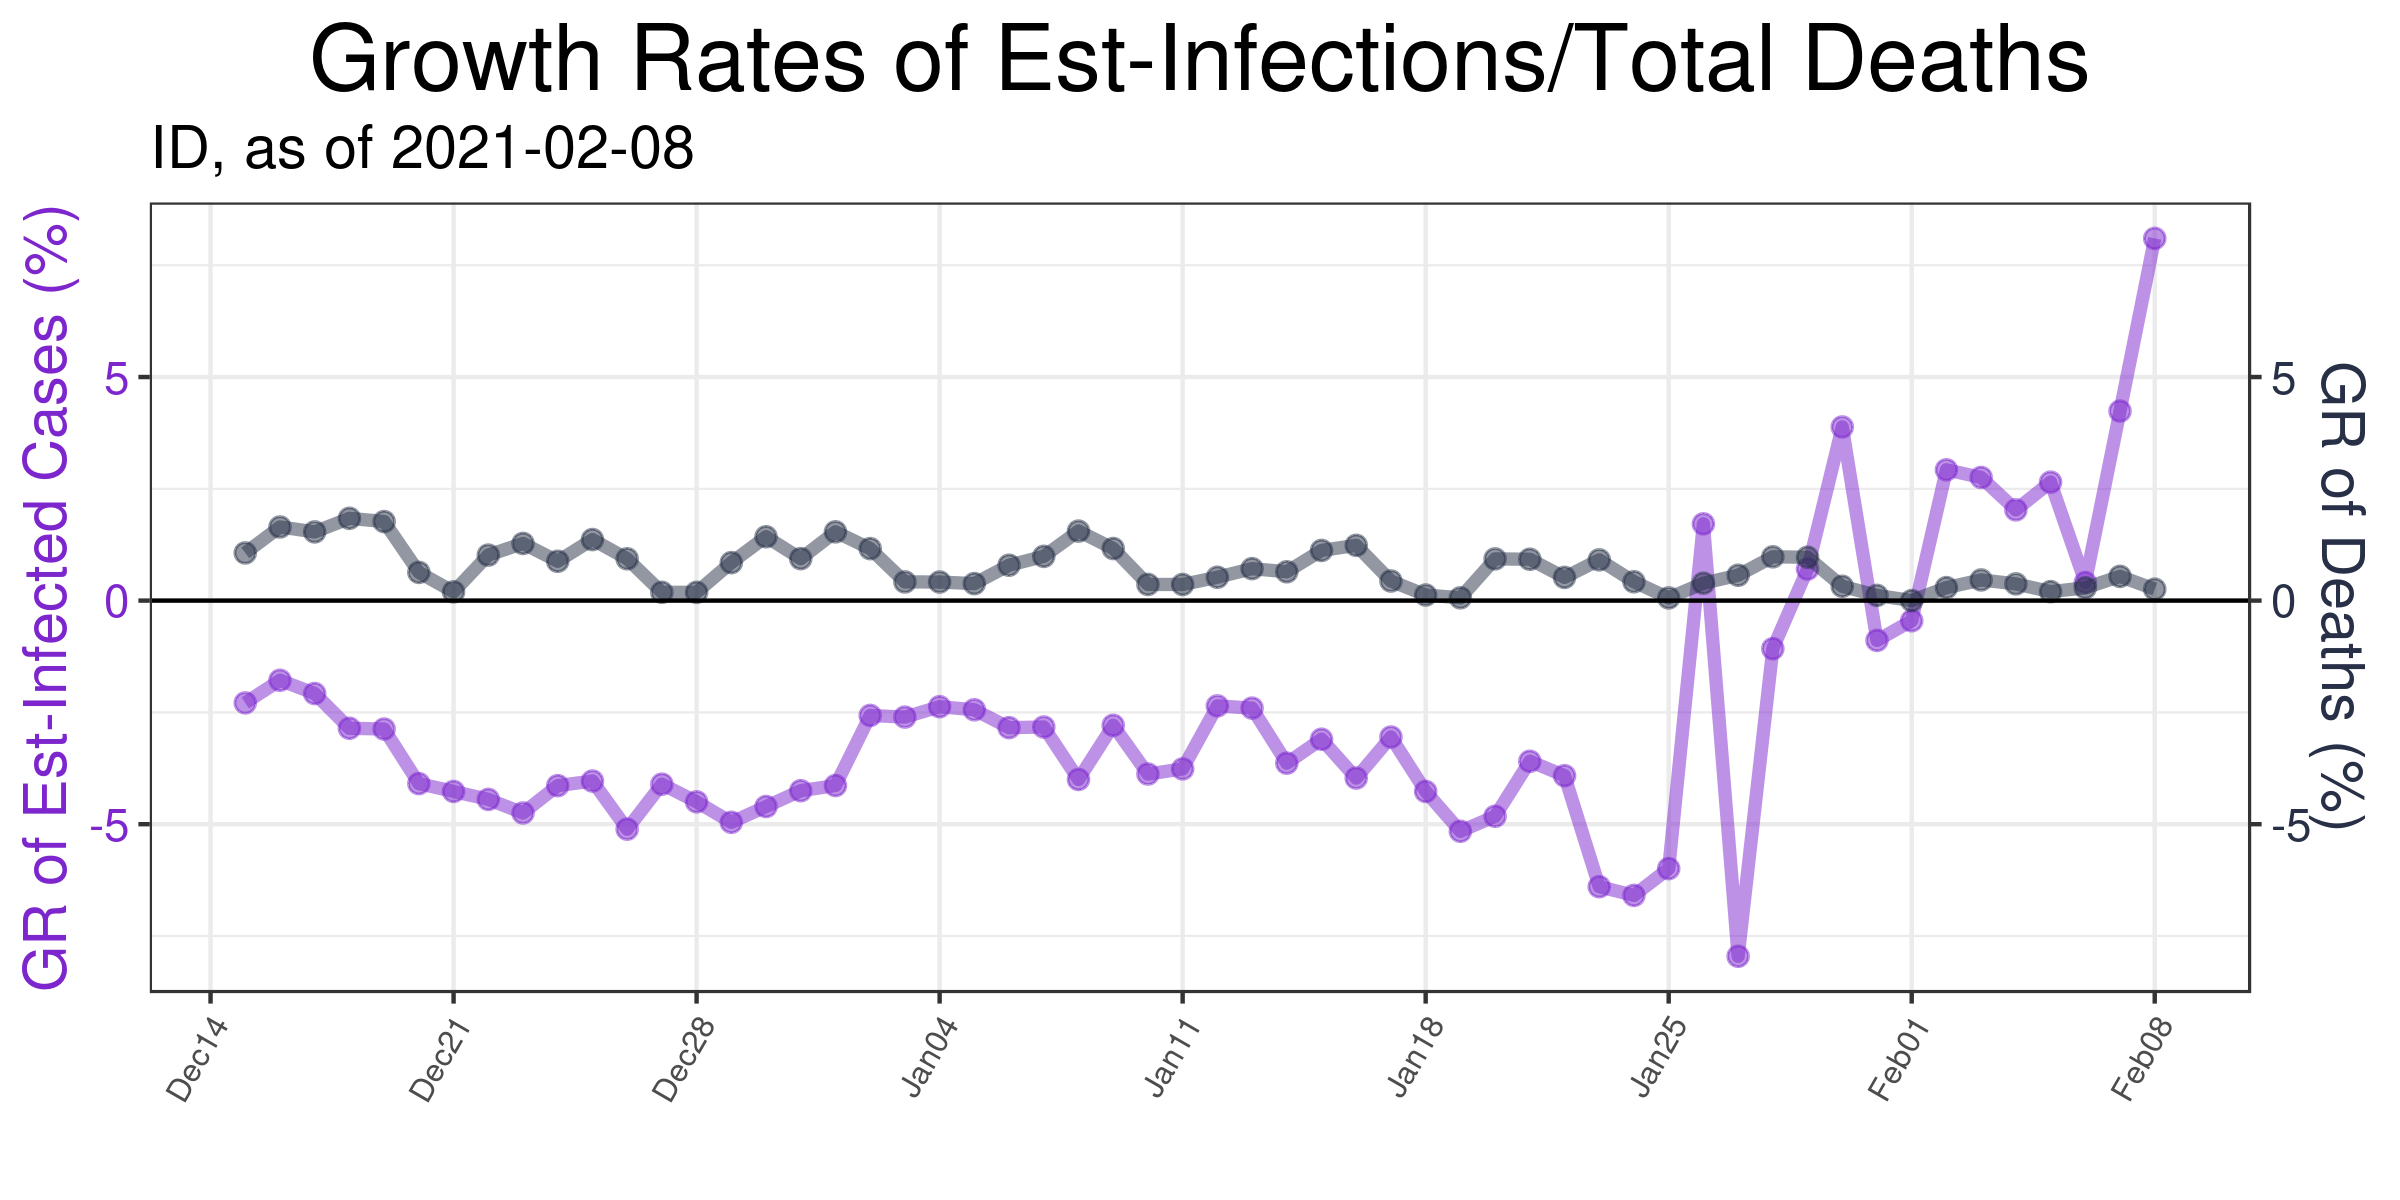 Growth Rates of Est-Infections/Total Deaths
ID, as of 2021-02-08
GR of Est-Infected Cases (%)
5
0
-5
5
0
-5
GR of Deaths (%)
Dec14
Dec21
Dec28
Jan04
Jan11
Jan18
Jan25
Feb01
Feb08